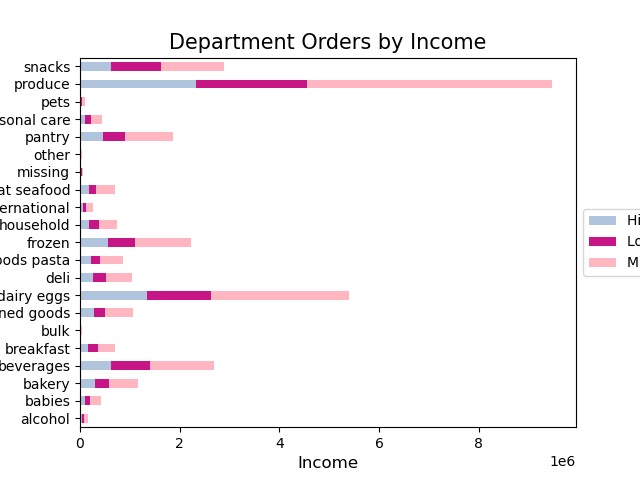 Department Orders by Income
snacks
produce
pets
sonal care
pantry
other
missing
at seafood
ernational
household
frozen
oods pasta
deli
dairy eggs
ned goods
bulk
breakfast
beverages
bakery
babies
alcohol
Hi
Lo
M
0 2 4 6 8
1e6
Income